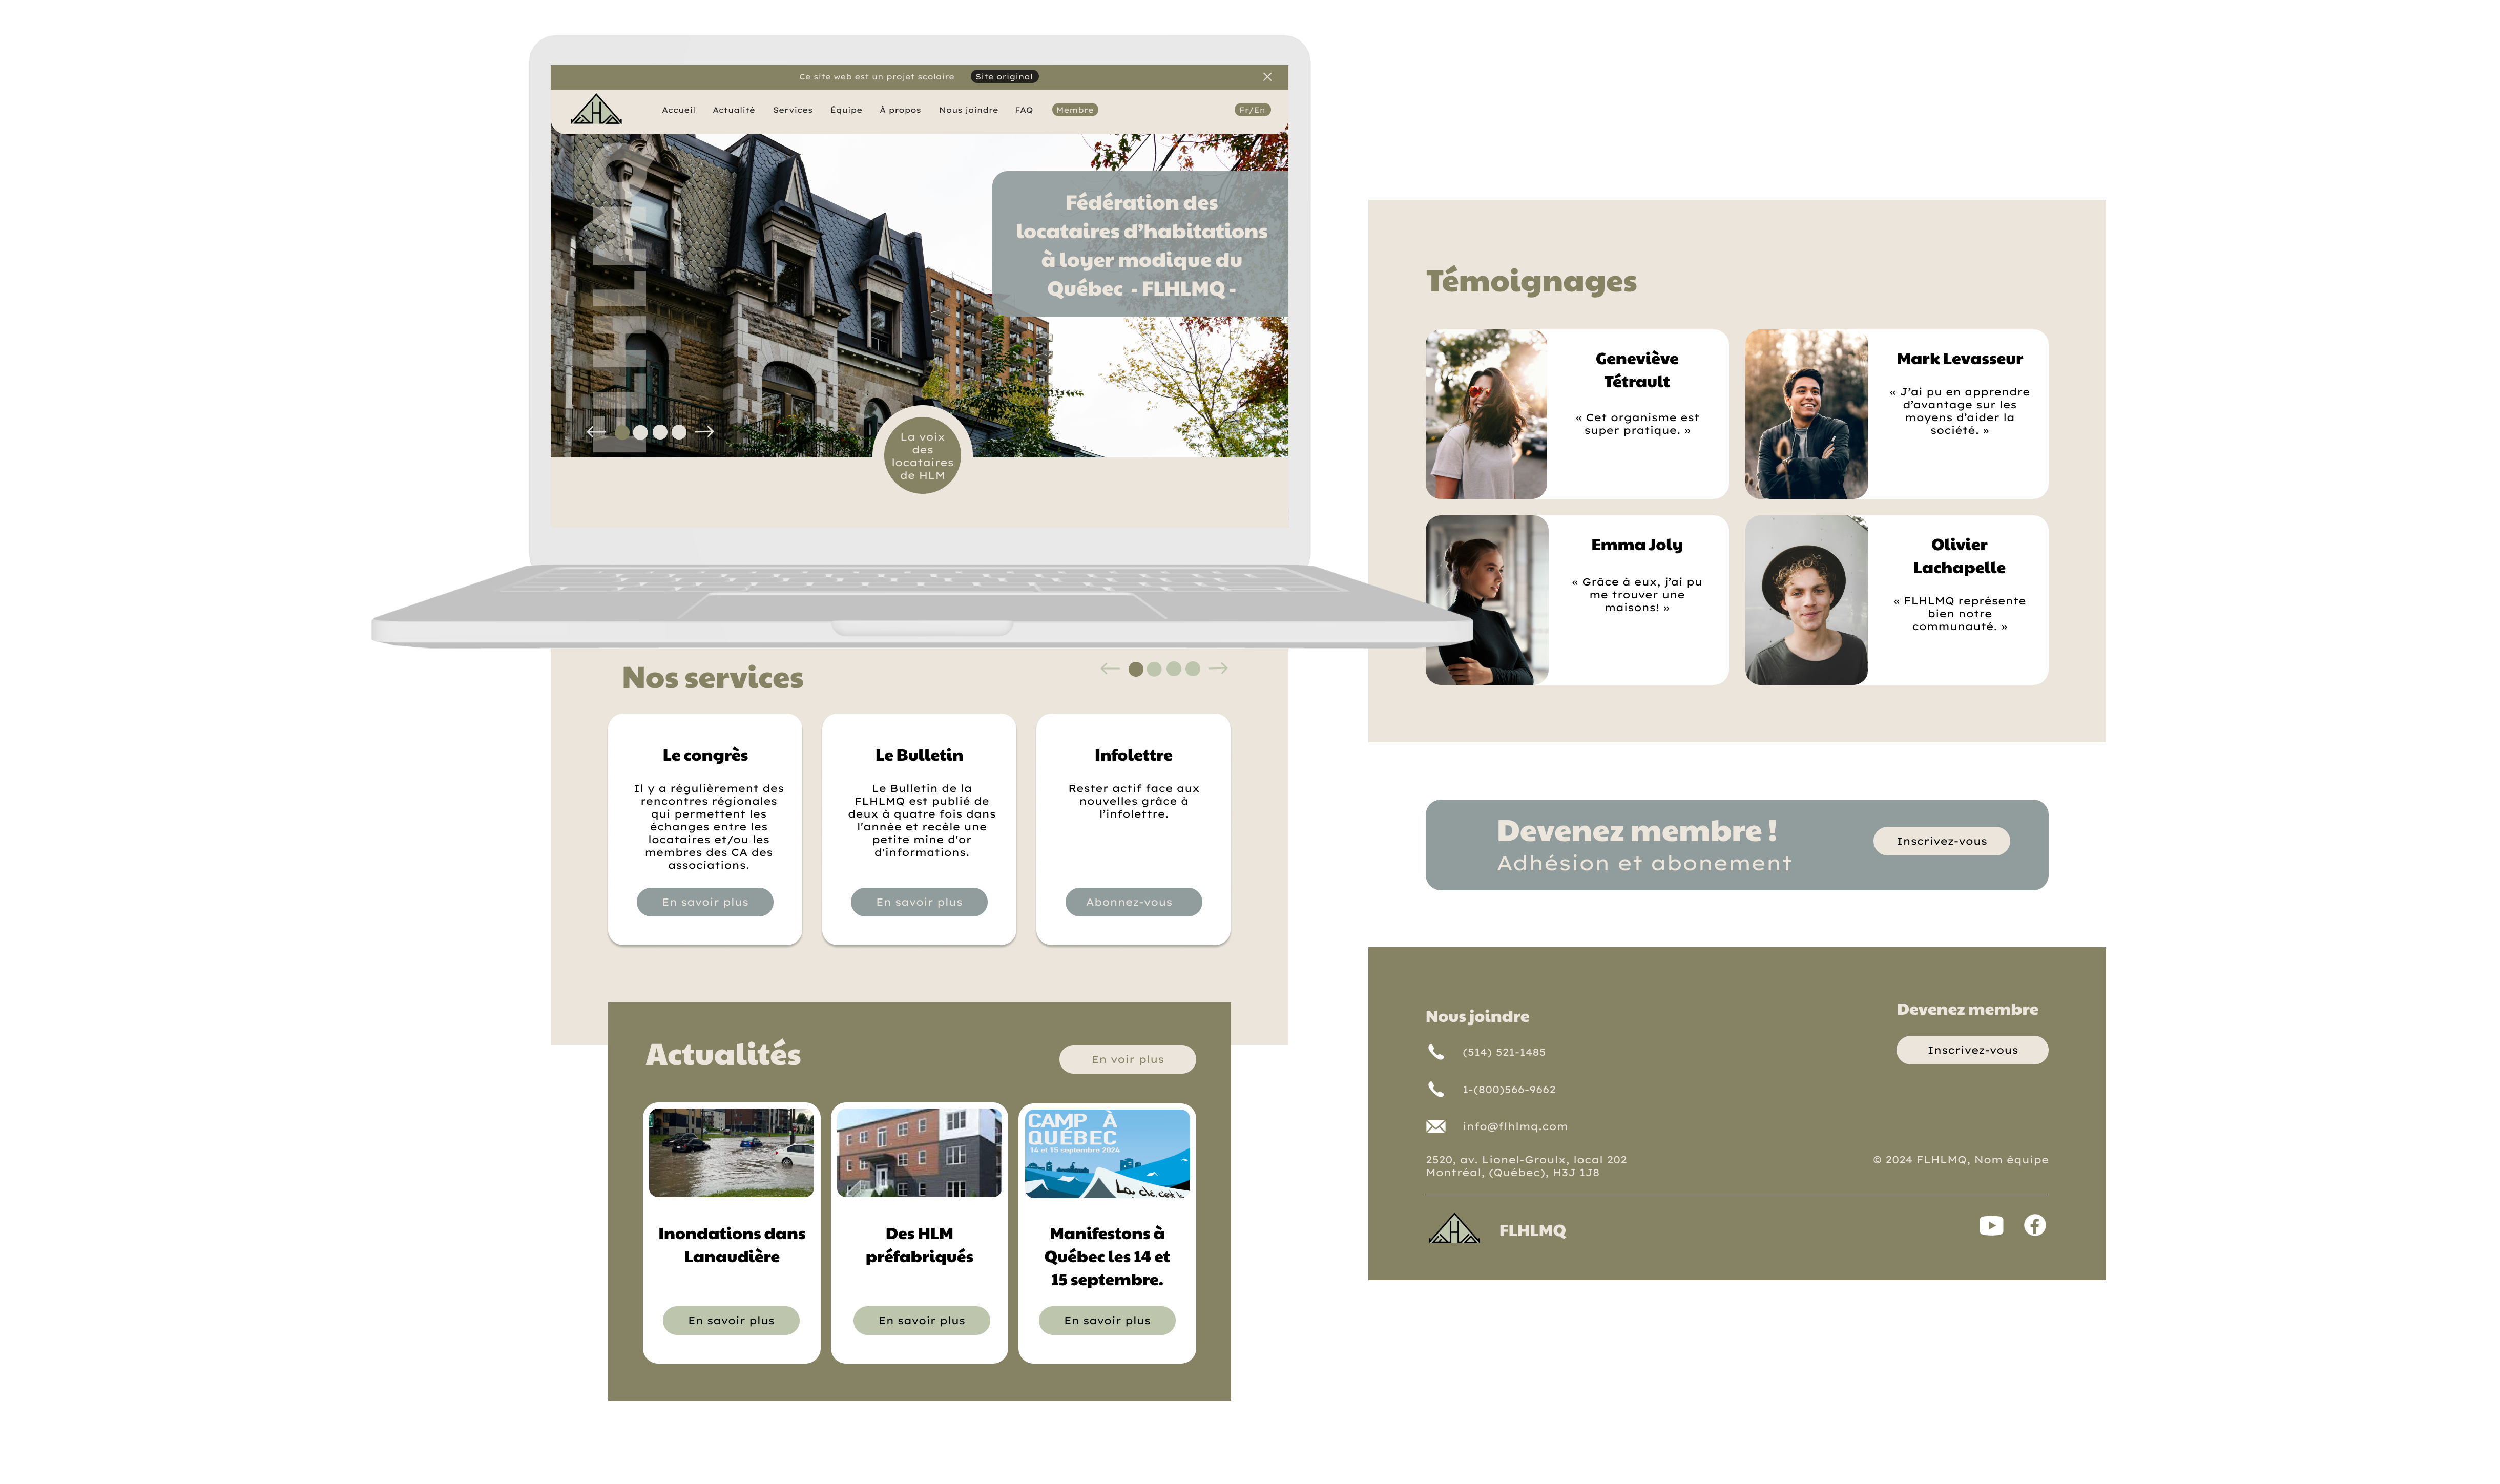 Ce site web est un projet scolaire
Site original
Accueil
Actualité
Services
Équipe
À propos
Nous joindre
FAQ
Membre
Fr/En
FLHLMQ
Fédération des
locataires d’habitations
à loyer modique du
Québec - FLHLMQ -
La voix
des
locataires
de HLM
Nos services
Le congrès
Il y a régulièrement des
rencontres régionales
qui permettent les
échanges entre les
locataires et/ou les
membres des CA des
associations.
En savoir plus
Le Bulletin
Le Bulletin de la
FLHLMQ est publié de
deux à quatre fois dans
l'année et recèle une
petite mine d'or
d'informations.
En savoir plus
Infolettre
Rester actif face aux
nouvelles grâce à
l’infolettre.
Abonnez-vous
Actualités
En voir plus
Inondations dans
Lanaudière
En savoir plus
Des HLM
préfabriqués
En savoir plus
CAMP À
QUÉBEC
14 et 15 septembre 2024
La clé, c'est le
Manifestons à
Québec les 14 et
15 septembre.
En savoir plus
Témoignages
Geneviève
Tétrault
« Cet organisme est
super pratique. »
Mark Levasseur
« J’ai pu en apprendre
d’avantage sur les
moyens d’aider la
société. »
Emma Joly
« Grâce à eux, j’ai pu
me trouver une
maisons! »
Olivier
Lachapelle
« FLHLMQ représente
bien notre
communauté. »
Devenez membre !
Adhésion et abonement
Inscrivez-vous
Nous joindre
(514) 521-1485
1-(800)566-9662
info@flhlmq.com
2520, av. Lionel-Groulx, local 202
Montréal, (Québec), H3J 1J8
Devenez membre
Inscrivez-vous
© 2024 FLHLMQ, Nom équipe
FLHLMQ